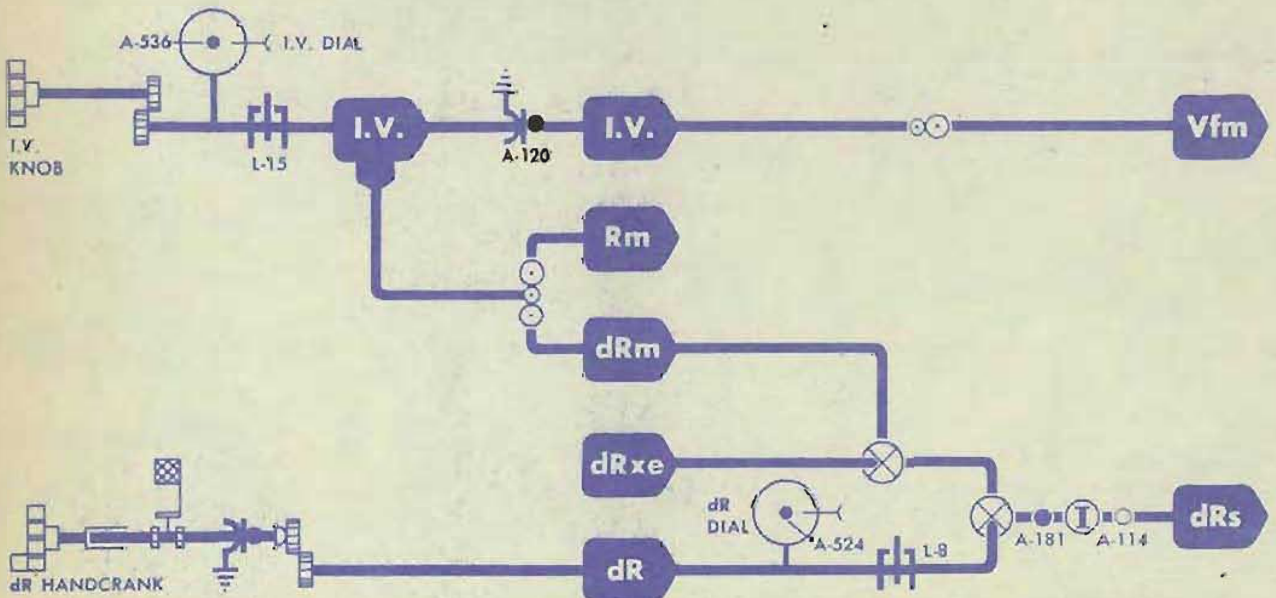 A-536
I.V. DIAL
I.V.
KNOB
L-15
I.V.
A-120
I.V.
Vfm
Rm
dRm
dRxe
dR
DIAL
A-524
L-8
A-181
A-114
dRs
dR
dR HANDCRANK